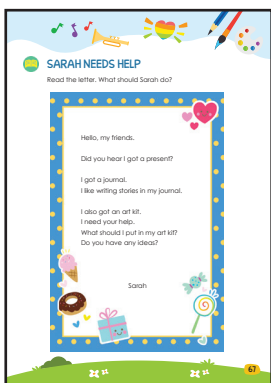 SARAH NEEDS HELP
Read the letter. What should Sarah do?
Hello, my friends.
Did you hear I got a present?
I got a journal.
I like writing stories in my journal.
I also got an art kit.
I need your help.
What should I put in my art kit?
Do you have any ideas?
Sarah
67